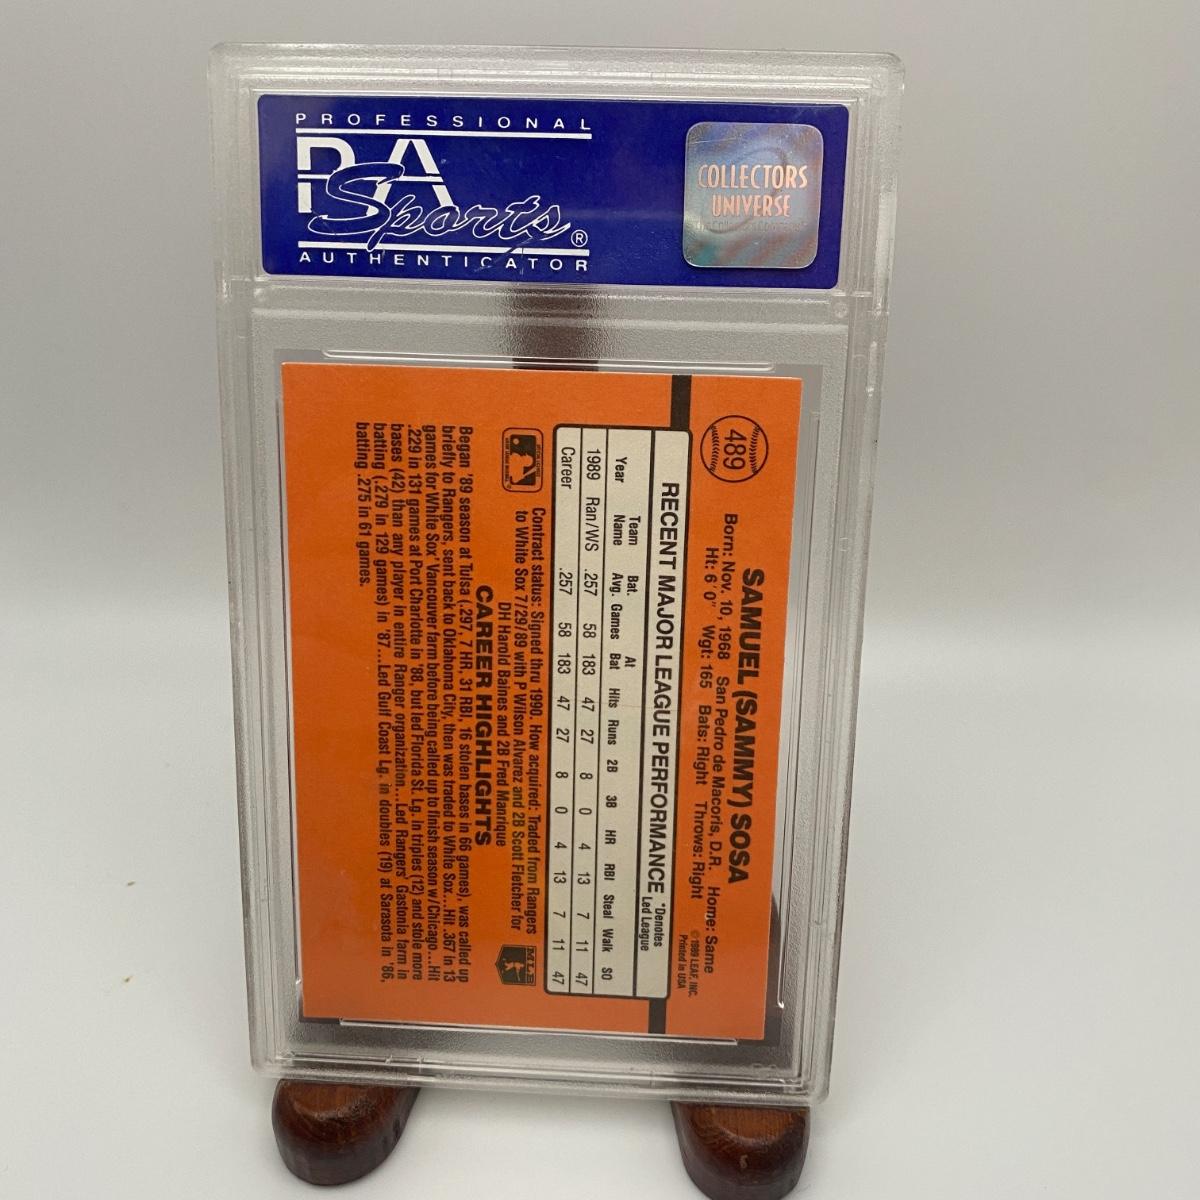 PROFESSIONAL
PSA
Sports®
AUTHENTICATOR
COLLECTORS
UNIVERSE
489
SAMUEL (SAMMY) SOSA
Born: Nov. 10, 1968 San Pedro de Macoris, D.R. Home: Same
Ht: 6'0" Wgt: 165 Bats: Right Throws: Right
© 1989 LEAF, INC.
Printed in USA
RECENT MAJOR LEAGUE PERFORMANCE *Denotes Led League
Year Team Name Bat. Avg. Games At Bat Hits Runs 2B 3B HR RBI Steal Walk SO
1989 Ran/WS .257 58 183 47 27 8 0 4 13 7 11 47
Career .257 58 183 47 27 8 0 4 13 7 11 47
Contract status: Signed thru 1990. How acquired: Traded from Rangers
to White Sox 7/29/89 with P Wilson Alvarez and 2B Scott Fletcher for
DH Harold Baines and 2B Fred Manrique
MLB
CAREER HIGHLIGHTS
Began '89 season at Tulsa (.297, 7 HR, 31 RBI, 16 stolen bases in 66 games), was called up
briefly to Rangers, sent back to Oklahoma City, then was traded to White Sox...Hit .367 in 13
games for White Sox' Vancouver farm before being called up to finish season w/Chicago...Hit
.229 in 131 games at Port Charlotte in '88, but led Florida St. Lg. in triples (12) and stole more
bases (42) than any player in entire Ranger organization...Led Rangers' Gastonia farm in
batting (.279 in 129 games) in '87...Led Gulf Coast Lg. in doubles (19) at Sarasota in '86,
batting .275 in 61 games.